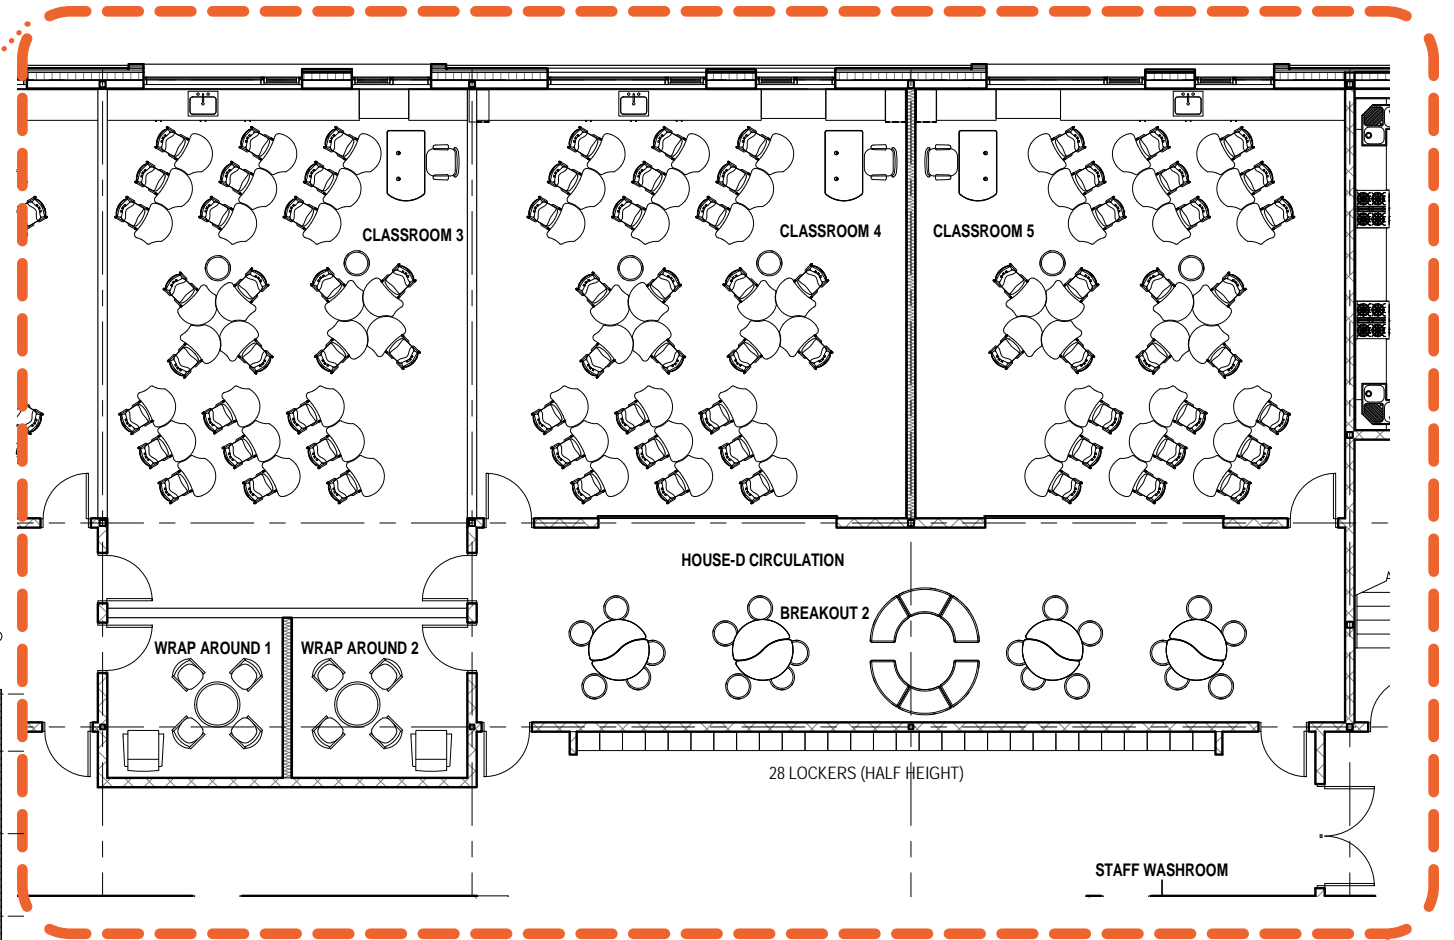 CLASSROOM 3
CLASSROOM 4
CLASSROOM 5
HOUSE-D CIRCULATION
BREAKOUT 2
WRAP AROUND 1
WRAP AROUND 2
28 LOCKERS (HALF HEIGHT)
STAFF WASHROOM